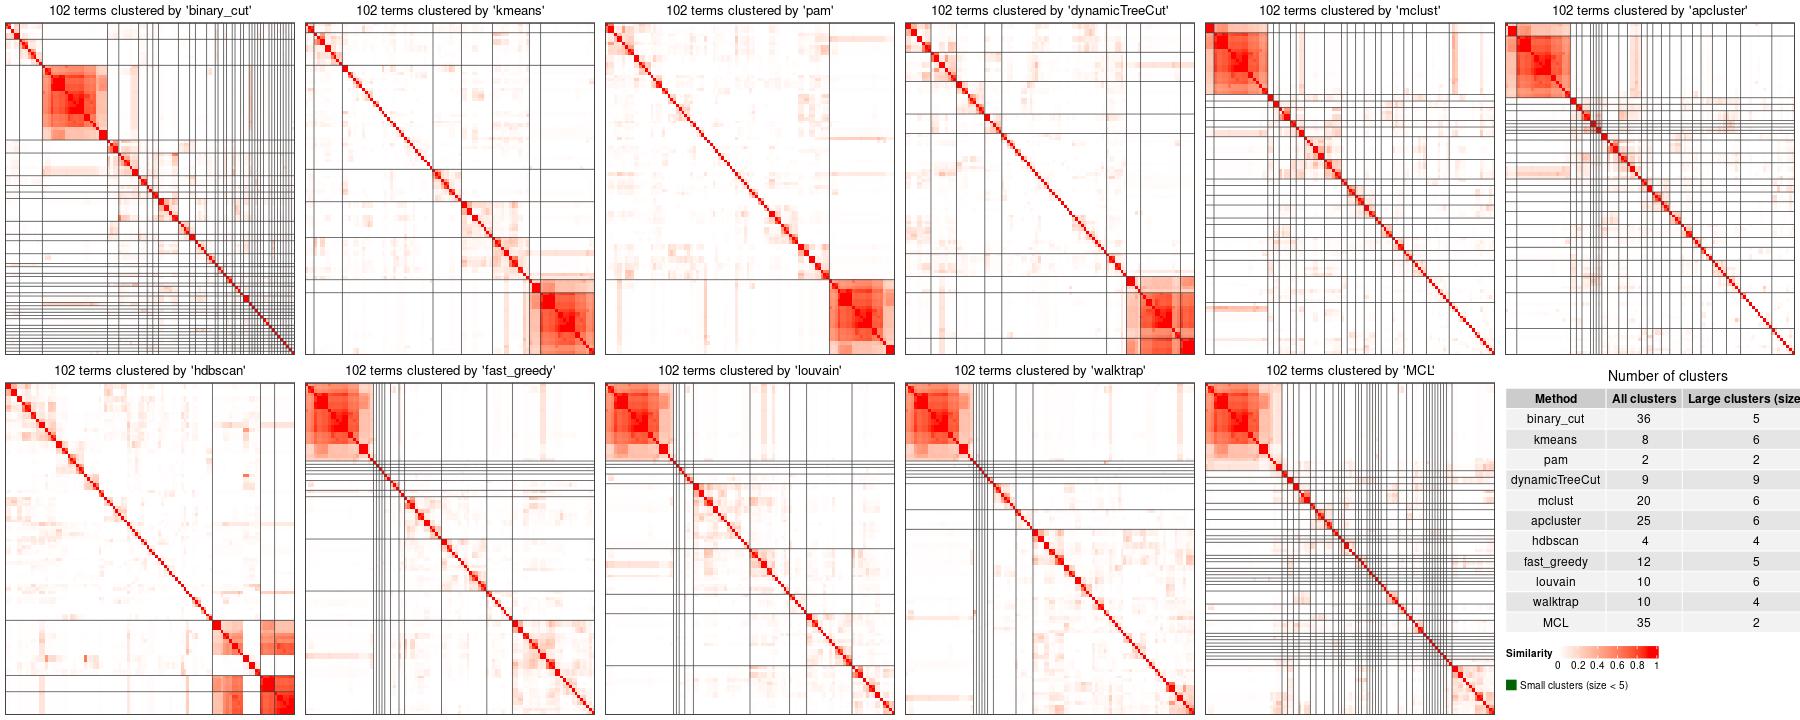 102 terms clustered by 'binary_cut'
102 terms clustered by 'kmeans'
102 terms clustered by 'pam'
102 terms clustered by 'dynamicTreeCut'
102 terms clustered by 'mclust'
102 terms clustered by 'apcluster'
102 terms clustered by 'hdbscan'
102 terms clustered by 'fast_greedy'
102 terms clustered by 'louvain'
102 terms clustered by 'walktrap'
102 terms clustered by 'MCL'
Number of clusters
Method All clusters Large clusters (size
binary_cut 36 5
kmeans 8 6
pam 2 2
dynamicTreeCut 9 9
mclust 20 6
apcluster 25 6
hdbscan 4 4
fast_greedy 12 5
louvain 10 6
walktrap 10 4
MCL 35 2
Similarity
0 0.2 0.4 0.6 0.8 1
Small clusters (size < 5)